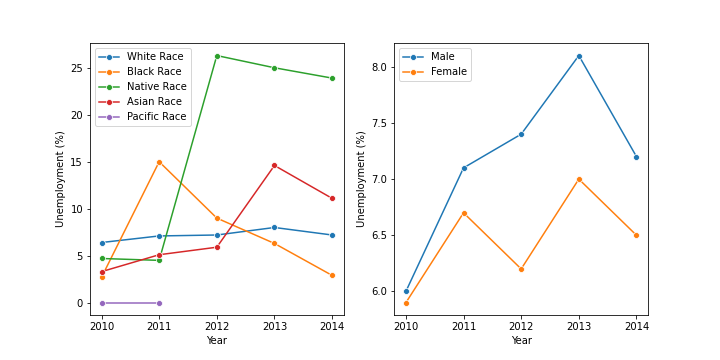 White Race
Black Race
Native Race
Asian Race
Pacific Race
25
20
15
10
5
0
Unemployment (%)
2010 2011 2012 2013 2014
Year
Male
Female
8.0
7.5
7.0
6.5
6.0
Unemployment (%)
2010 2011 2012 2013 2014
Year